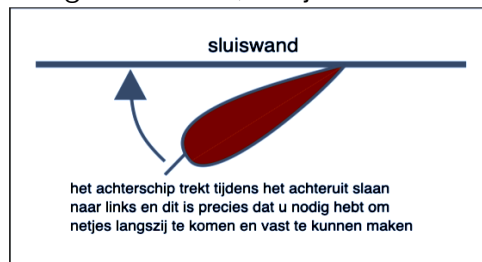 sluiswand
het achterschip trekt tijdens het achteruit slaan
naar links en dit is precies dat u nodig hebt om
netjes langszij te komen en vast te kunnen maken